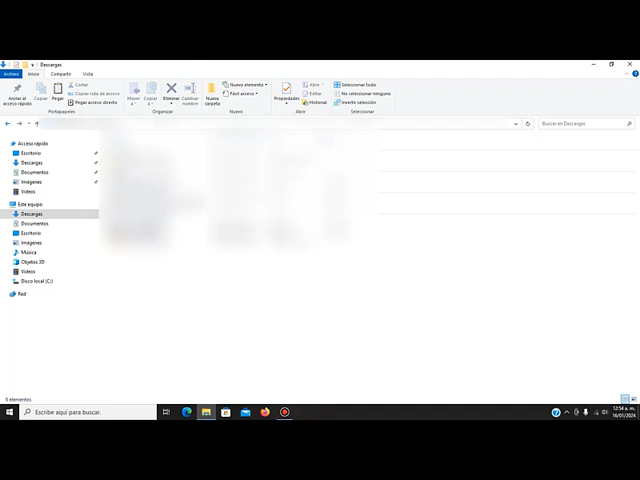 Descargas
Archivo Inicio Compartir Vista
Anclar al acceso rápido
Copiar
Pegar
Cortar
Copiar ruta de acceso
Pegar acceso directo
Portapapeles
Mover a
Copiar a
Eliminar
Cambiar nombre
Organizar
Nueva carpeta
Nuevo elemento
Fácil acceso
Nuevo
Propiedades
Abrir
Editar
Historial
Abrir
Seleccionar todo
No seleccionar ninguno
Invertir selección
Seleccionar
Buscar en Descargas
Acceso rápido
Escritorio
Descargas
Documentos
Imágenes
Videos
Este equipo
Descargas
Documentos
Escritorio
Imágenes
Música
Objetos 3D
Videos
Disco local (C:)
Red
6 elementos
Escribe aquí para buscar.
12:54 a. m.
16/01/2024